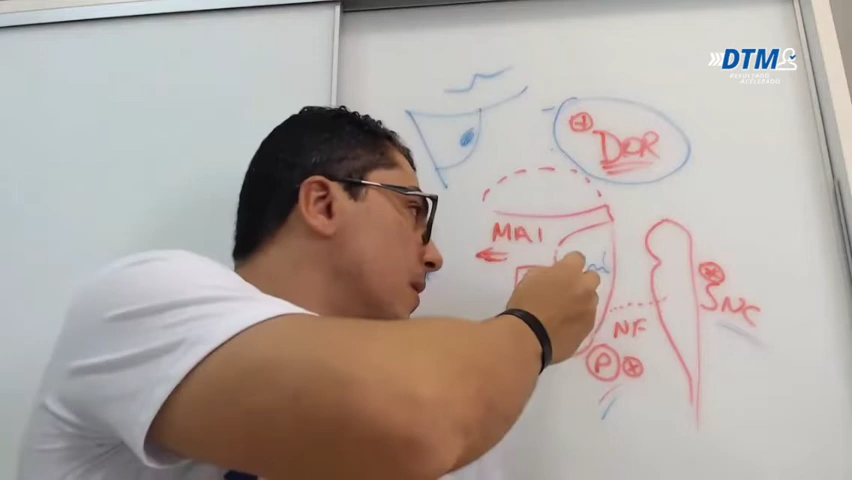 DTM
RESULTADO
ACELERADO
DOR
MAI
NF
SNC
P